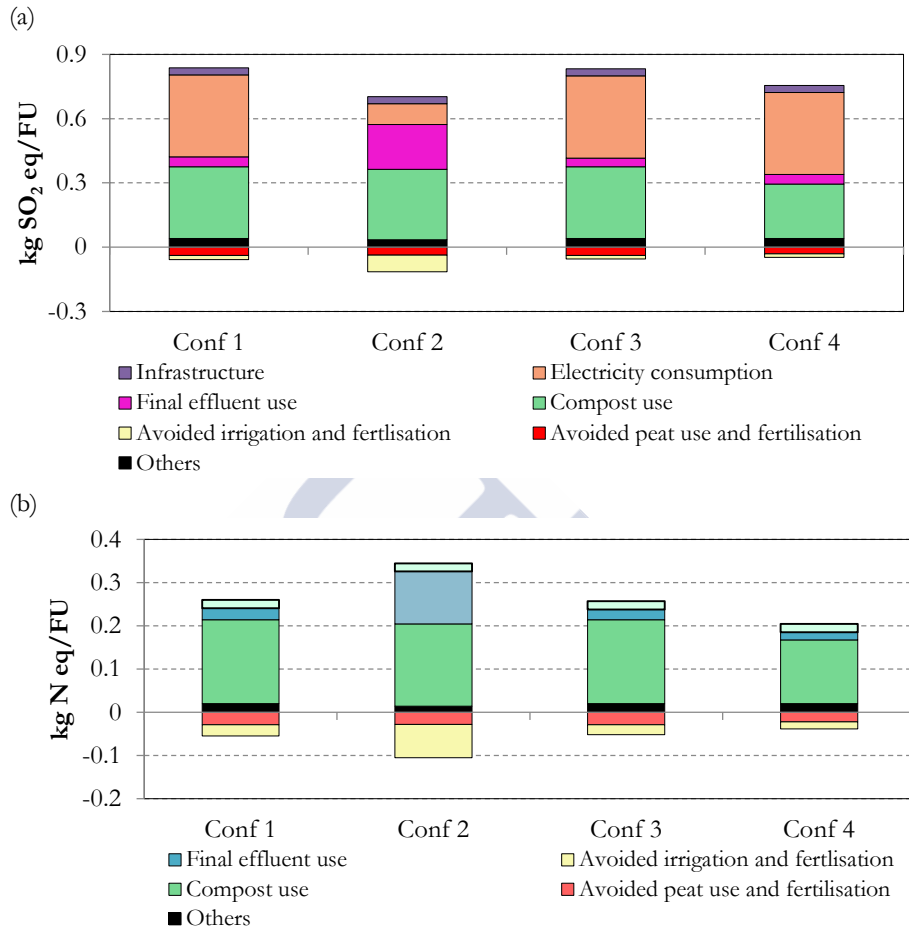 (a)
0.9
0.6
0.3
0
-0.3
kg SO₂ eq/FU
Conf 1 Conf 2 Conf 3 Conf 4
Infrastructure Electricity consumption
Final effluent use Compost use
Avoided irrigation and fertlisation Avoided peat use and fertilisation
Others
(b)
0.4
0.3
0.2
0.1
0
-0.1
-0.2
kg N eq/FU
Conf 1 Conf 2 Conf 3 Conf 4
Final effluent use Avoided irrigation and fertlisation
Compost use Avoided peat use and fertilisation
Others